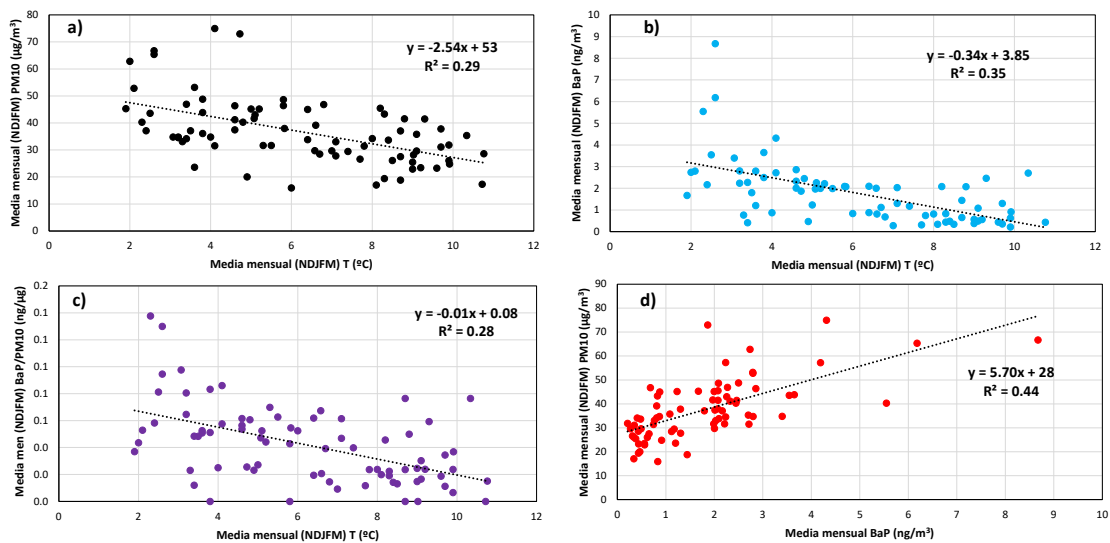 a)
y = -2.54x + 53
R² = 0.29
Media mensual (NDJFM) PM10 (µg/m³)
80
70
60
50
40
30
20
10
0
0 2 4 6 8 10 12
Media mensual (NDJFM) T (ºC)
b)
y = -0.34x + 3.85
R² = 0.35
Media mensual (NDJFM) BaP (ng/m³)
10
9
8
7
6
5
4
3
2
1
0
0 2 4 6 8 10 12
Media mensual (NDJFM) T (ºC)
c)
y = -0.01x + 0.08
R² = 0.28
Media men (NDJFM) BaP/PM10 (ng/µg)
0.2
0.1
0.1
0.1
0.1
0.1
0.0
0.0
0.0
0 2 4 6 8 10 12
Media mensual (NDJFM) T (ºC)
d)
y = 5.70x + 28
R² = 0.44
Media mensual (NDJFM) PM10 (µg/m³)
90
80
70
60
50
40
30
20
10
0
0 1 2 3 4 5 6 7 8 9 10
Media mensual BaP (ng/m³)